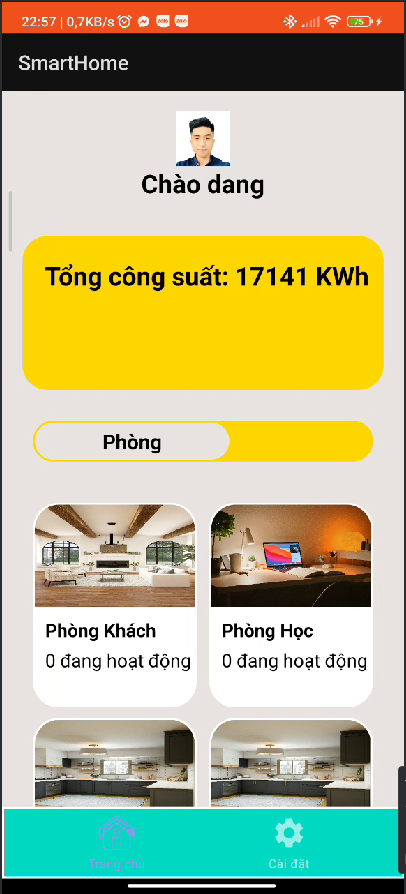 22:57 | 0,7KB/s
75
SmartHome
Chào dang
Tổng công suất: 17141 KWh
Phòng
Phòng Khách
0 đang hoạt động
Phòng Học
0 đang hoạt động
Trang chủ
Cài đặt